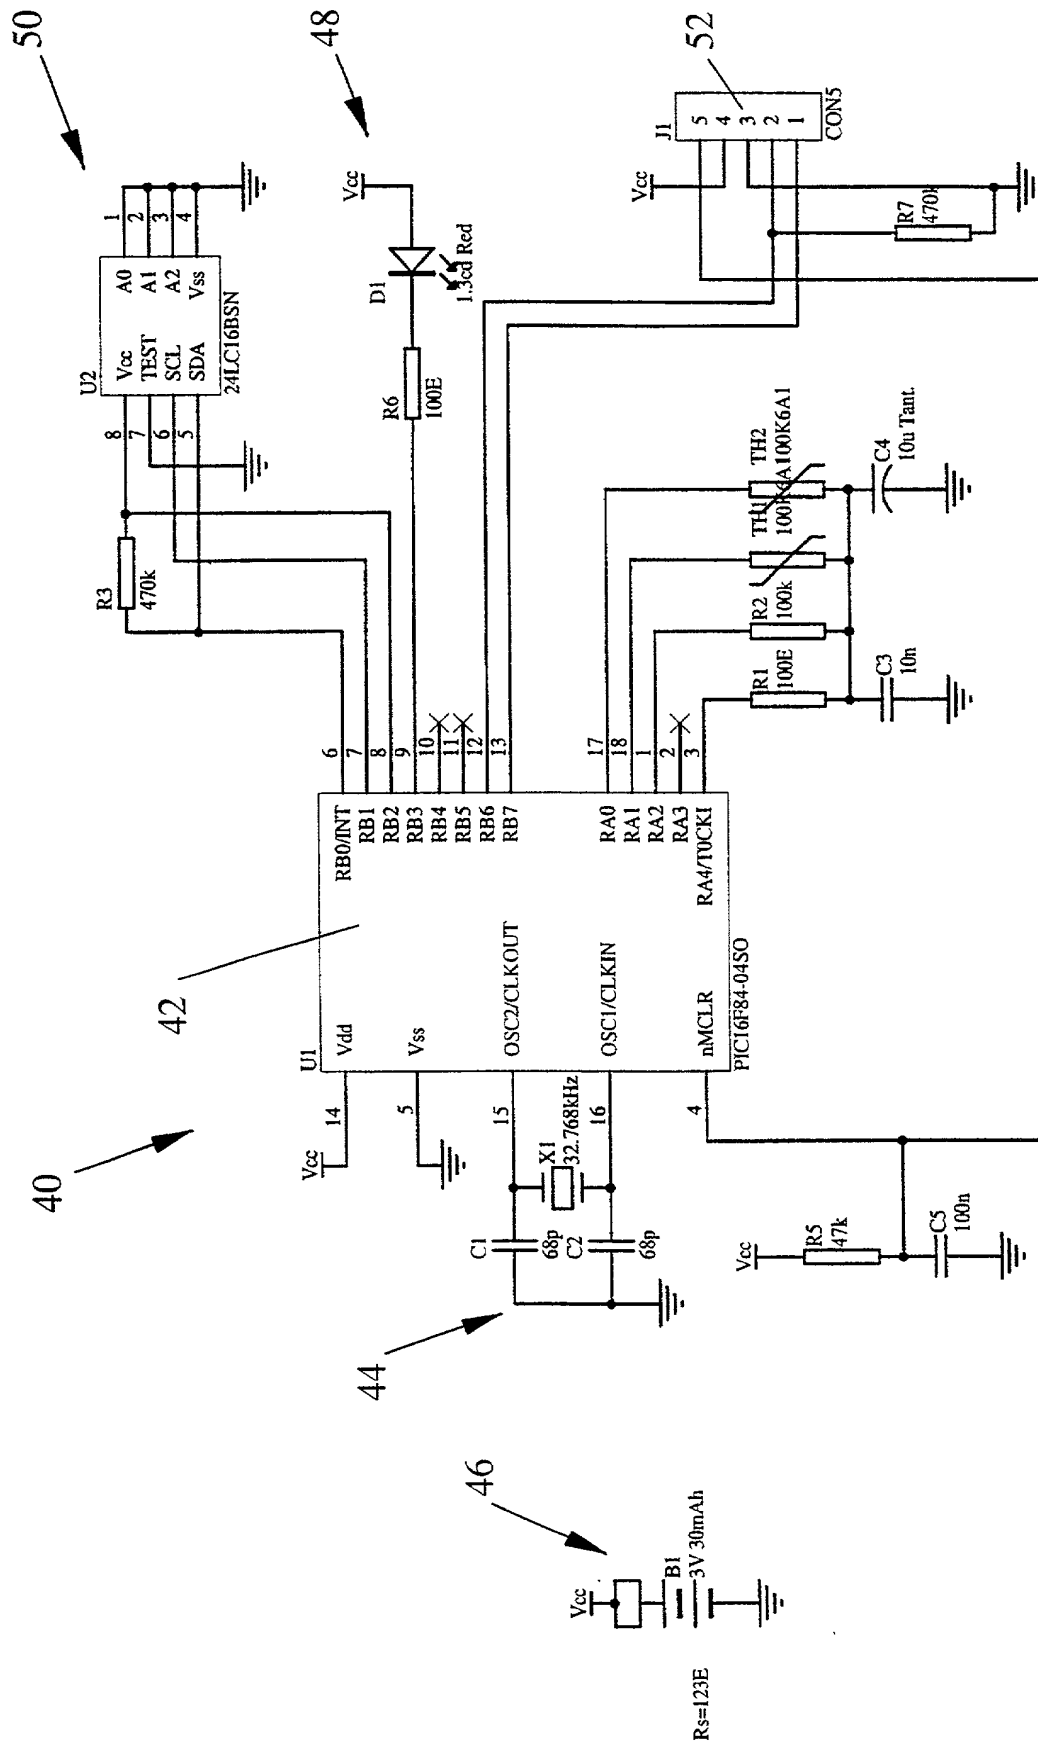 50
48
52
42
40
44
46
U2
Vcc
TEST
SCL
SDA
A0
A1
A2
Vss
24LC16BSN
8
7
6
5
1
2
3
4
R3
470k
Vcc
D1
1.3cd Red
R6
100E
J1
5
4
3
2
1
CON5
Vcc
R7
470k
U1
Vdd
Vss
OSC2/CLKOUT
OSC1/CLKIN
nMCLR
RB0/INT
RB1
RB2
RB3
RB4
RB5
RB6
RB7
RA0
RA1
RA2
RA3
RA4/T0CKI
PIC16F84-04SO
6
7
8
9
10
11
12
13
17
18
1
2
3
Vcc
14
5
15
16
4
X1
32.768kHz
C1
68p
C2
68p
TH2
100K6A1
TH1
100K6A1
R2
100k
R1
100E
C4
10u Tant.
C3
10n
Vcc
R5
47k
C5
100n
Vcc
B1
3V 30mAh
Rs=123E